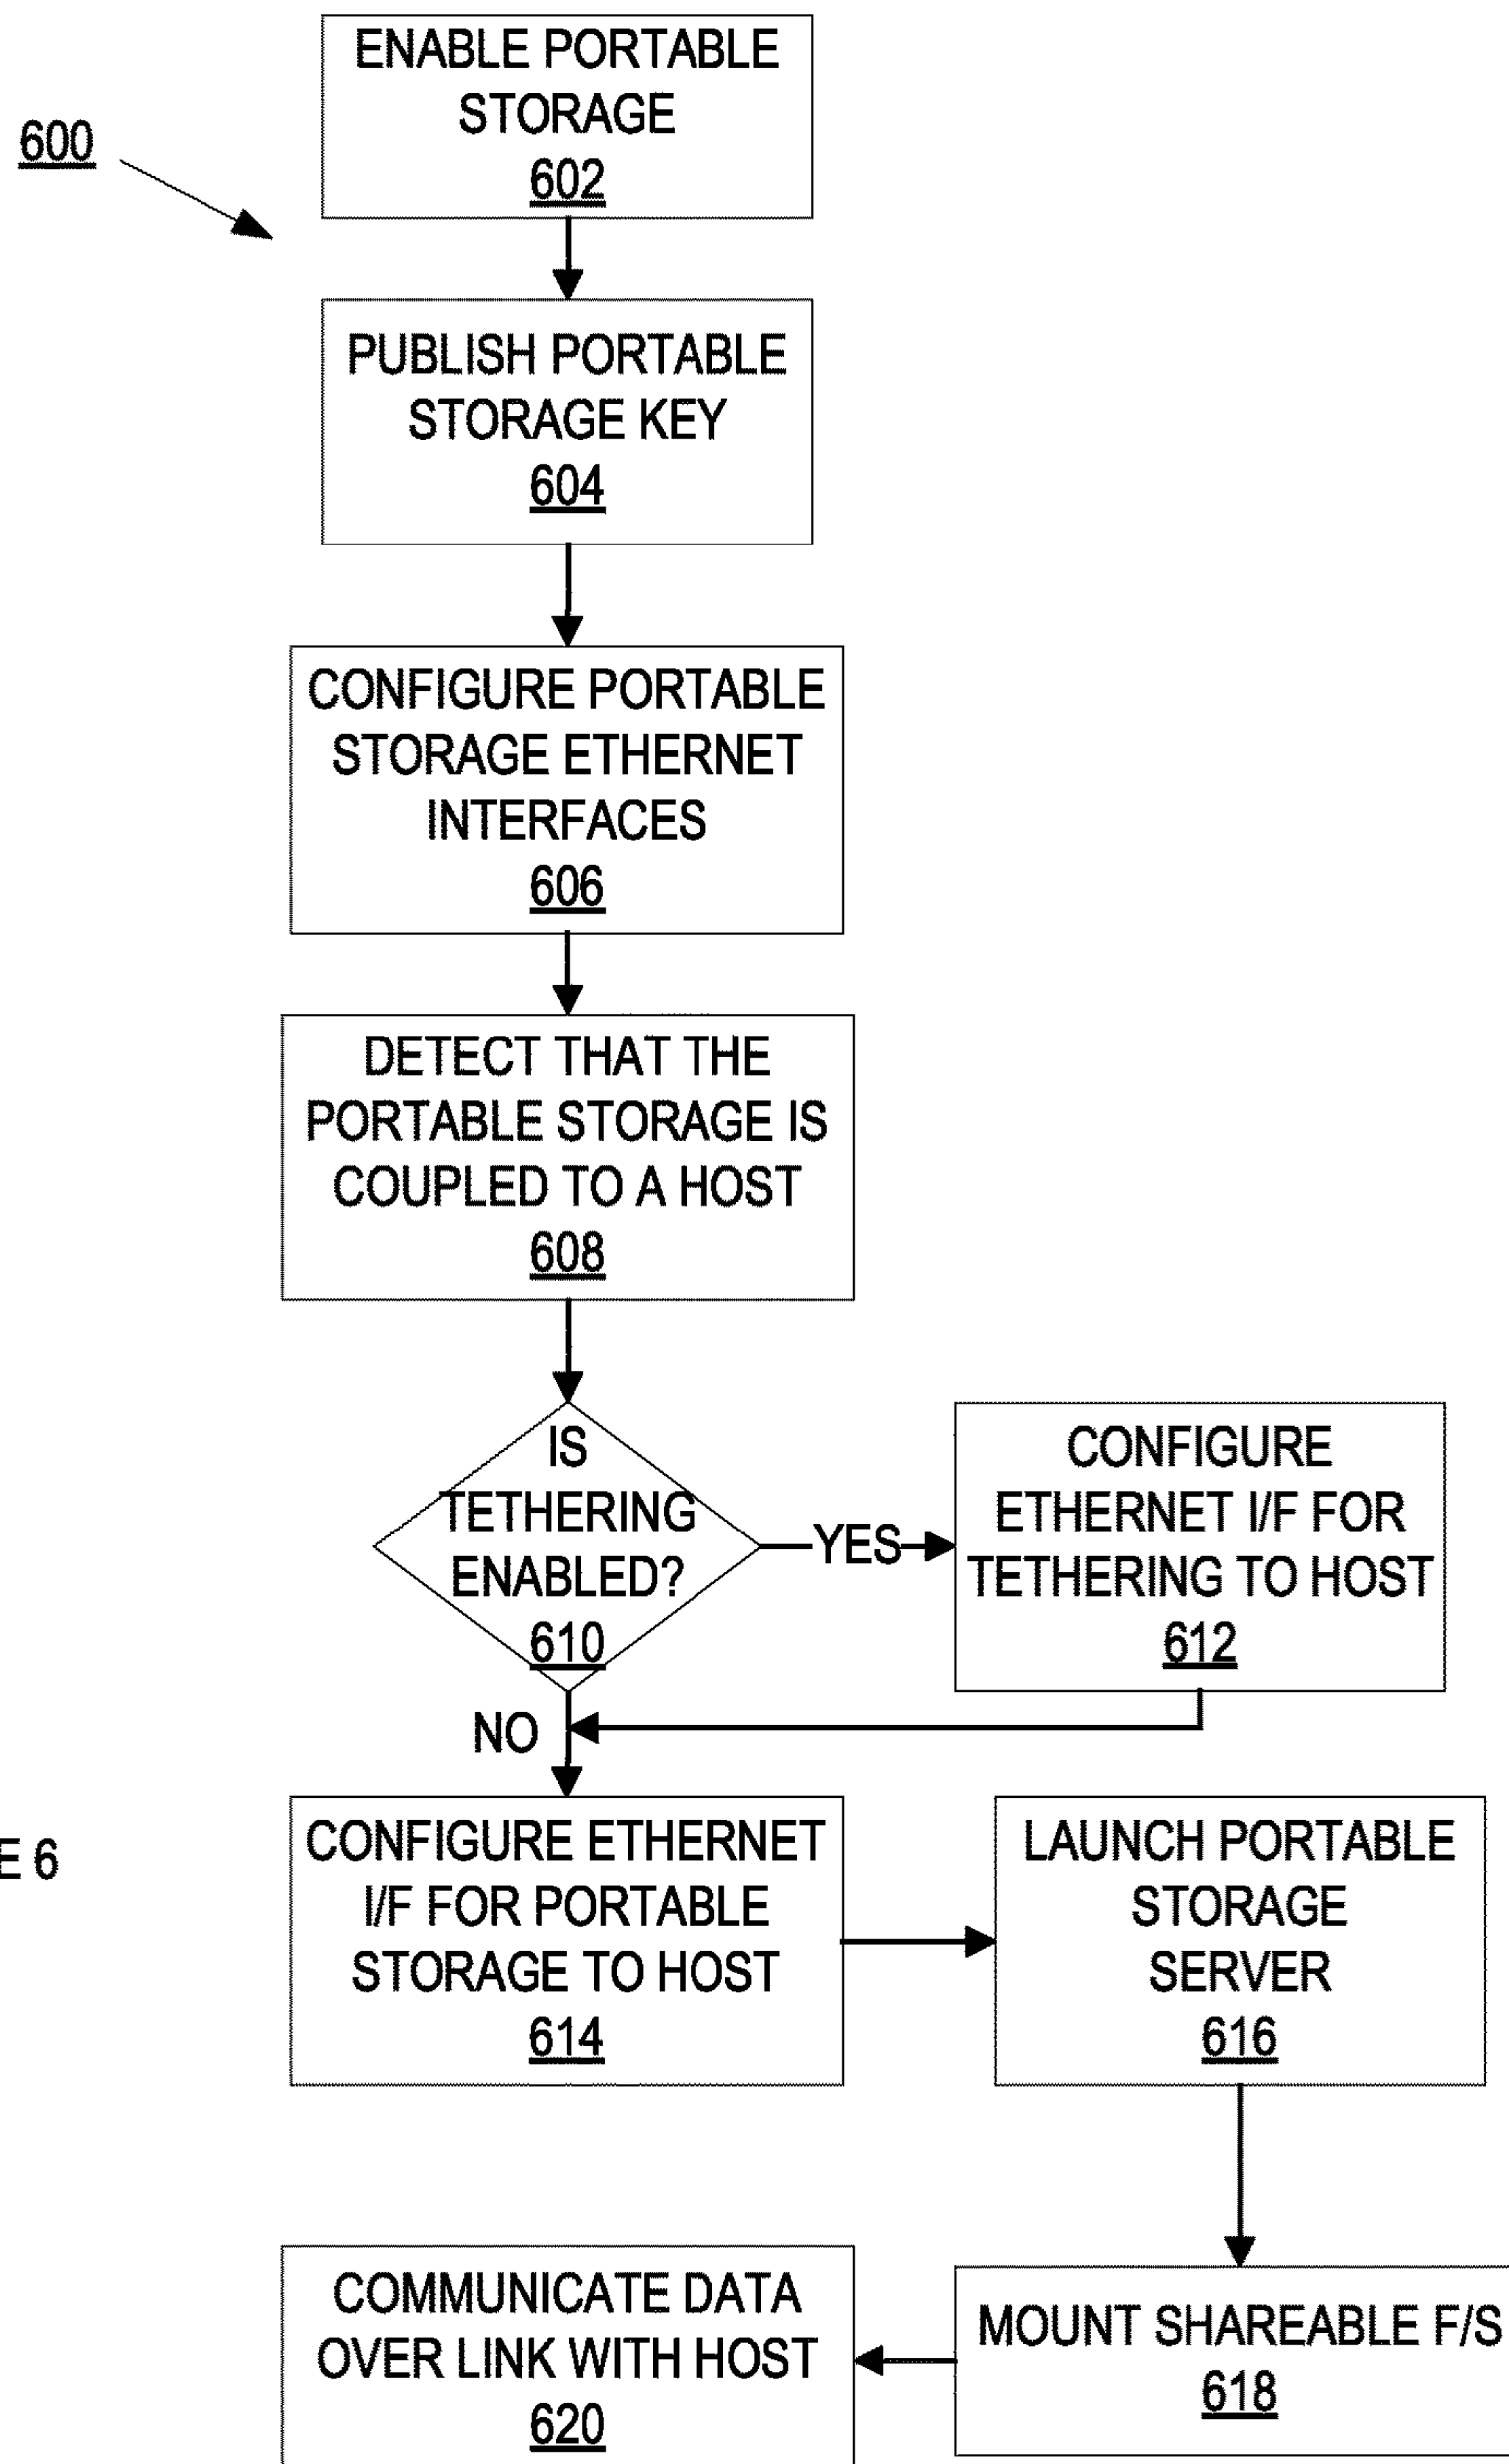 600
ENABLE PORTABLE
STORAGE
602
PUBLISH PORTABLE
STORAGE KEY
604
CONFIGURE PORTABLE
STORAGE ETHERNET
INTERFACES
606
DETECT THAT THE
PORTABLE STORAGE IS
COUPLED TO A HOST
608
IS
TETHERING
ENABLED?
610
YES
CONFIGURE
ETHERNET I/F FOR
TETHERING TO HOST
612
NO
E 6
CONFIGURE ETHERNET
I/F FOR PORTABLE
STORAGE TO HOST
614
LAUNCH PORTABLE
STORAGE
SERVER
616
MOUNT SHAREABLE F/S
618
COMMUNICATE DATA
OVER LINK WITH HOST
620